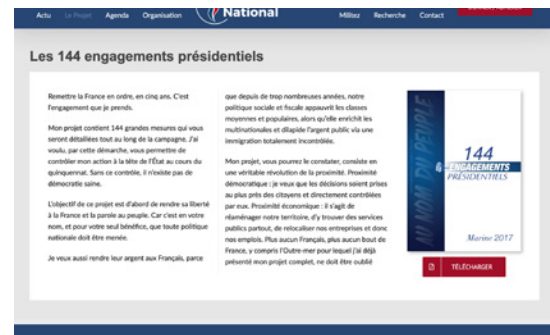 Actu Le Projet Agenda Organisation National Militez Recherche Contact
Les 144 engagements présidentiels
Remettre la France en ordre, en cinq ans. C'est
l'engagement que je prends.
Mon projet contient 144 grandes mesures qui vous
seront détaillées tout au long de la campagne. J'ai
voulu, par cette démarche, vous permettre de
contrôler mon action à la tête de l'État au cours du
quinquennat. Sans ce contrôle, il n'existe pas de
démocratie saine.
L'objectif de ce projet est d'abord de rendre sa liberté
à la France et la parole au peuple. Car c'est en votre
nom, et pour votre seul bénéfice, que toute politique
nationale doit être menée.
Je veux aussi rendre leur argent aux Français, parce
que depuis de trop nombreuses années, notre
politique sociale et fiscale appauvrit les classes
moyennes et populaires, alors qu'elle enrichit les
multinationales et dilapide l'argent public via une
immigration totalement incontrôlée.
Mon projet, vous pourrez le constater, consiste en
une véritable révolution de la proximité. Proximité
démocratique : je veux que les décisions soient prises
au plus près des citoyens et directement contrôlées
par eux. Proximité économique : il s'agit de
réaménager notre territoire, d'y trouver des services
publics partout, de relocaliser nos entreprises et donc
nos emplois. Plus aucun Français, plus aucun bout de
France, y compris l'Outre-mer pour lequel j'ai déjà
présenté mon projet complet, ne doit être oublié
AU NOM DU PEUPLE
144
ENGAGEMENTS
PRÉSIDENTIELS
Marine 2017
TÉLÉCHARGER